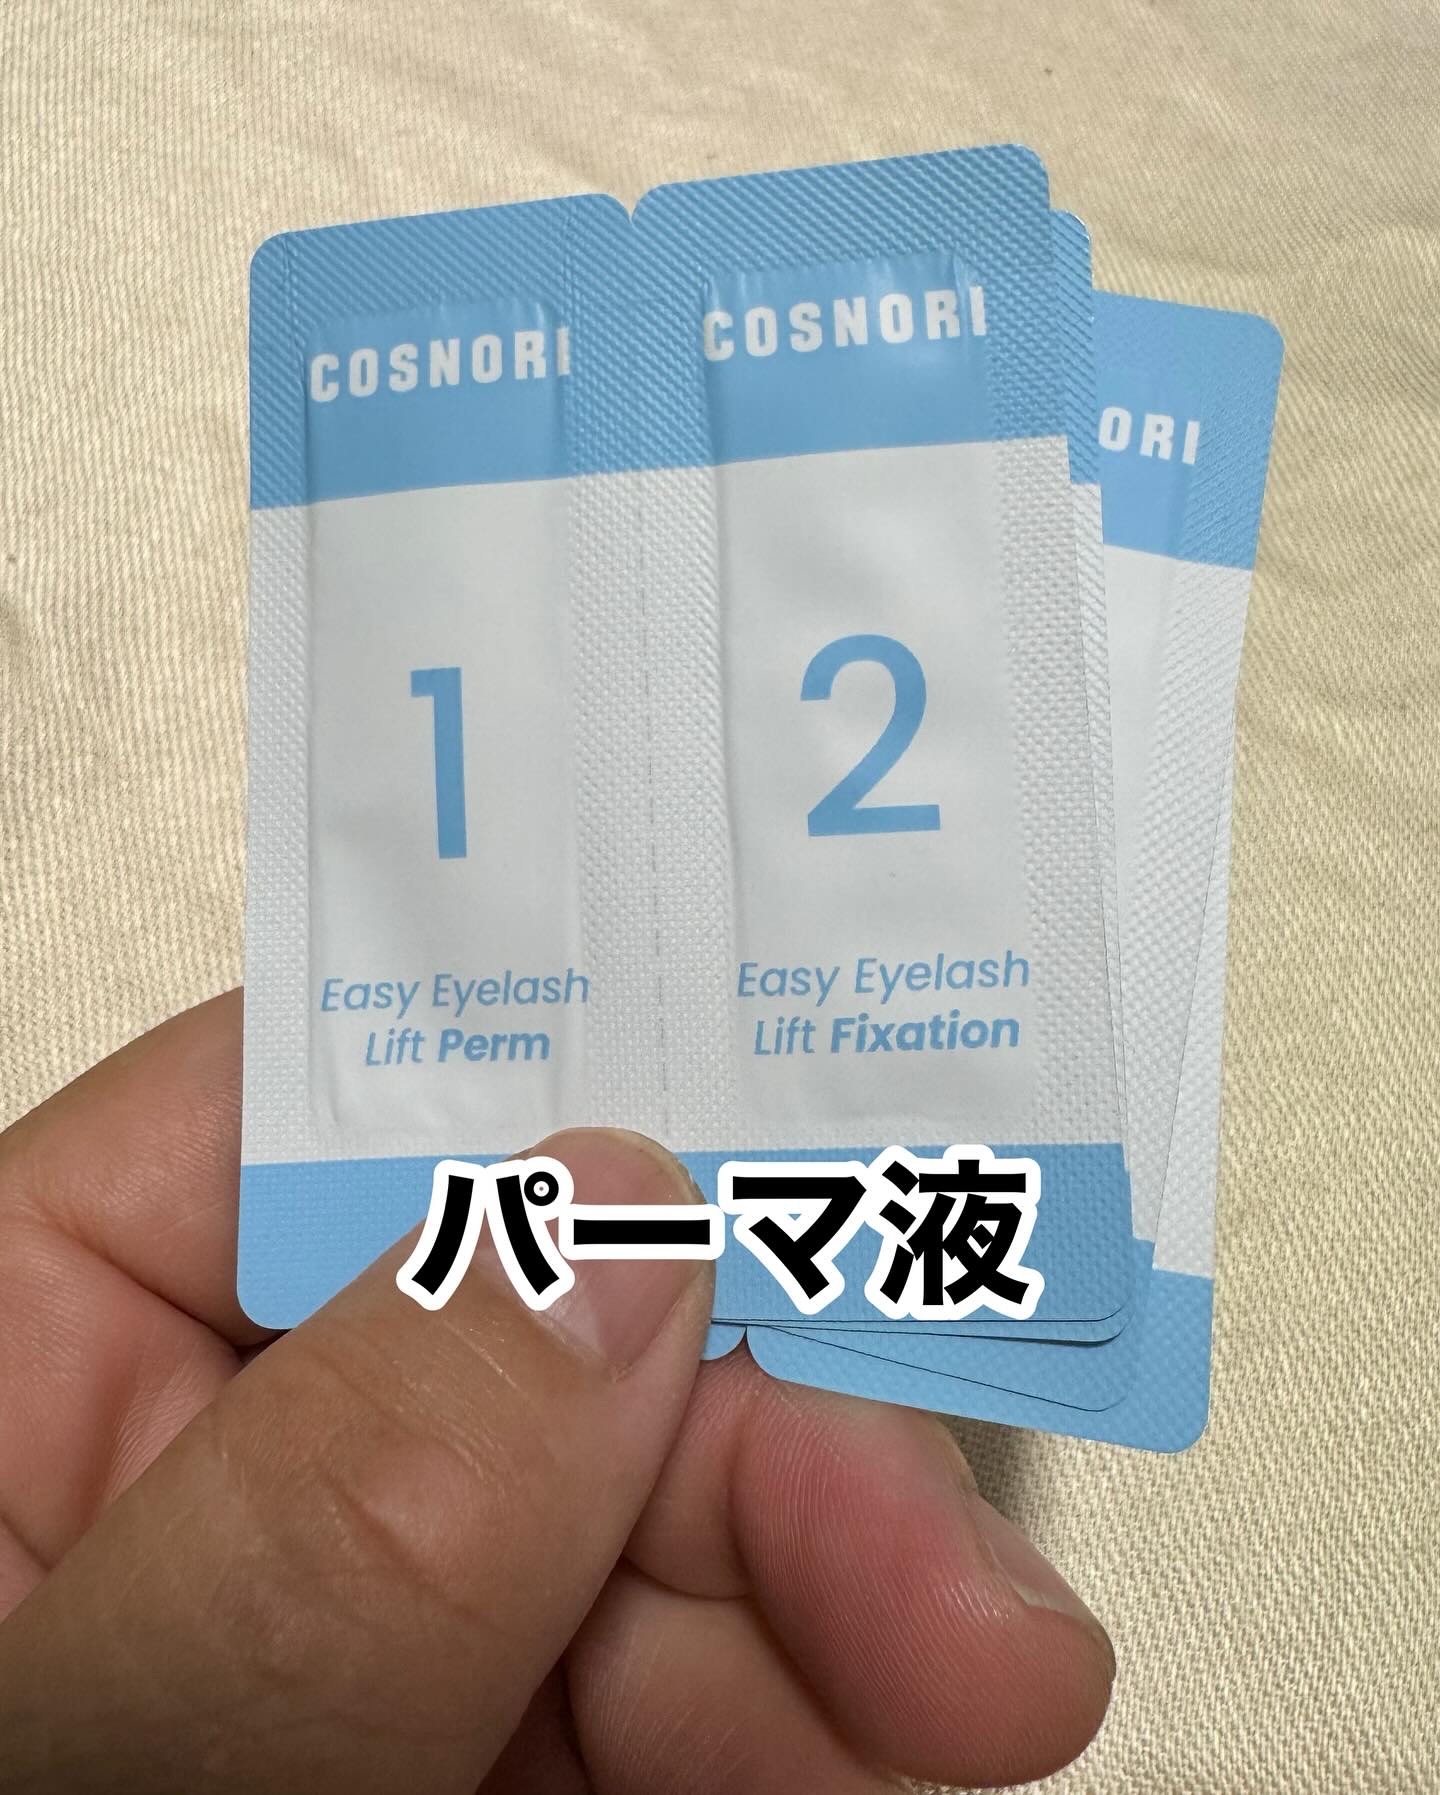 COSNORI
1
Easy Eyelash
Lift Perm
COSNORI
2
Easy Eyelash
Lift Fixation
ORI
パーマ液